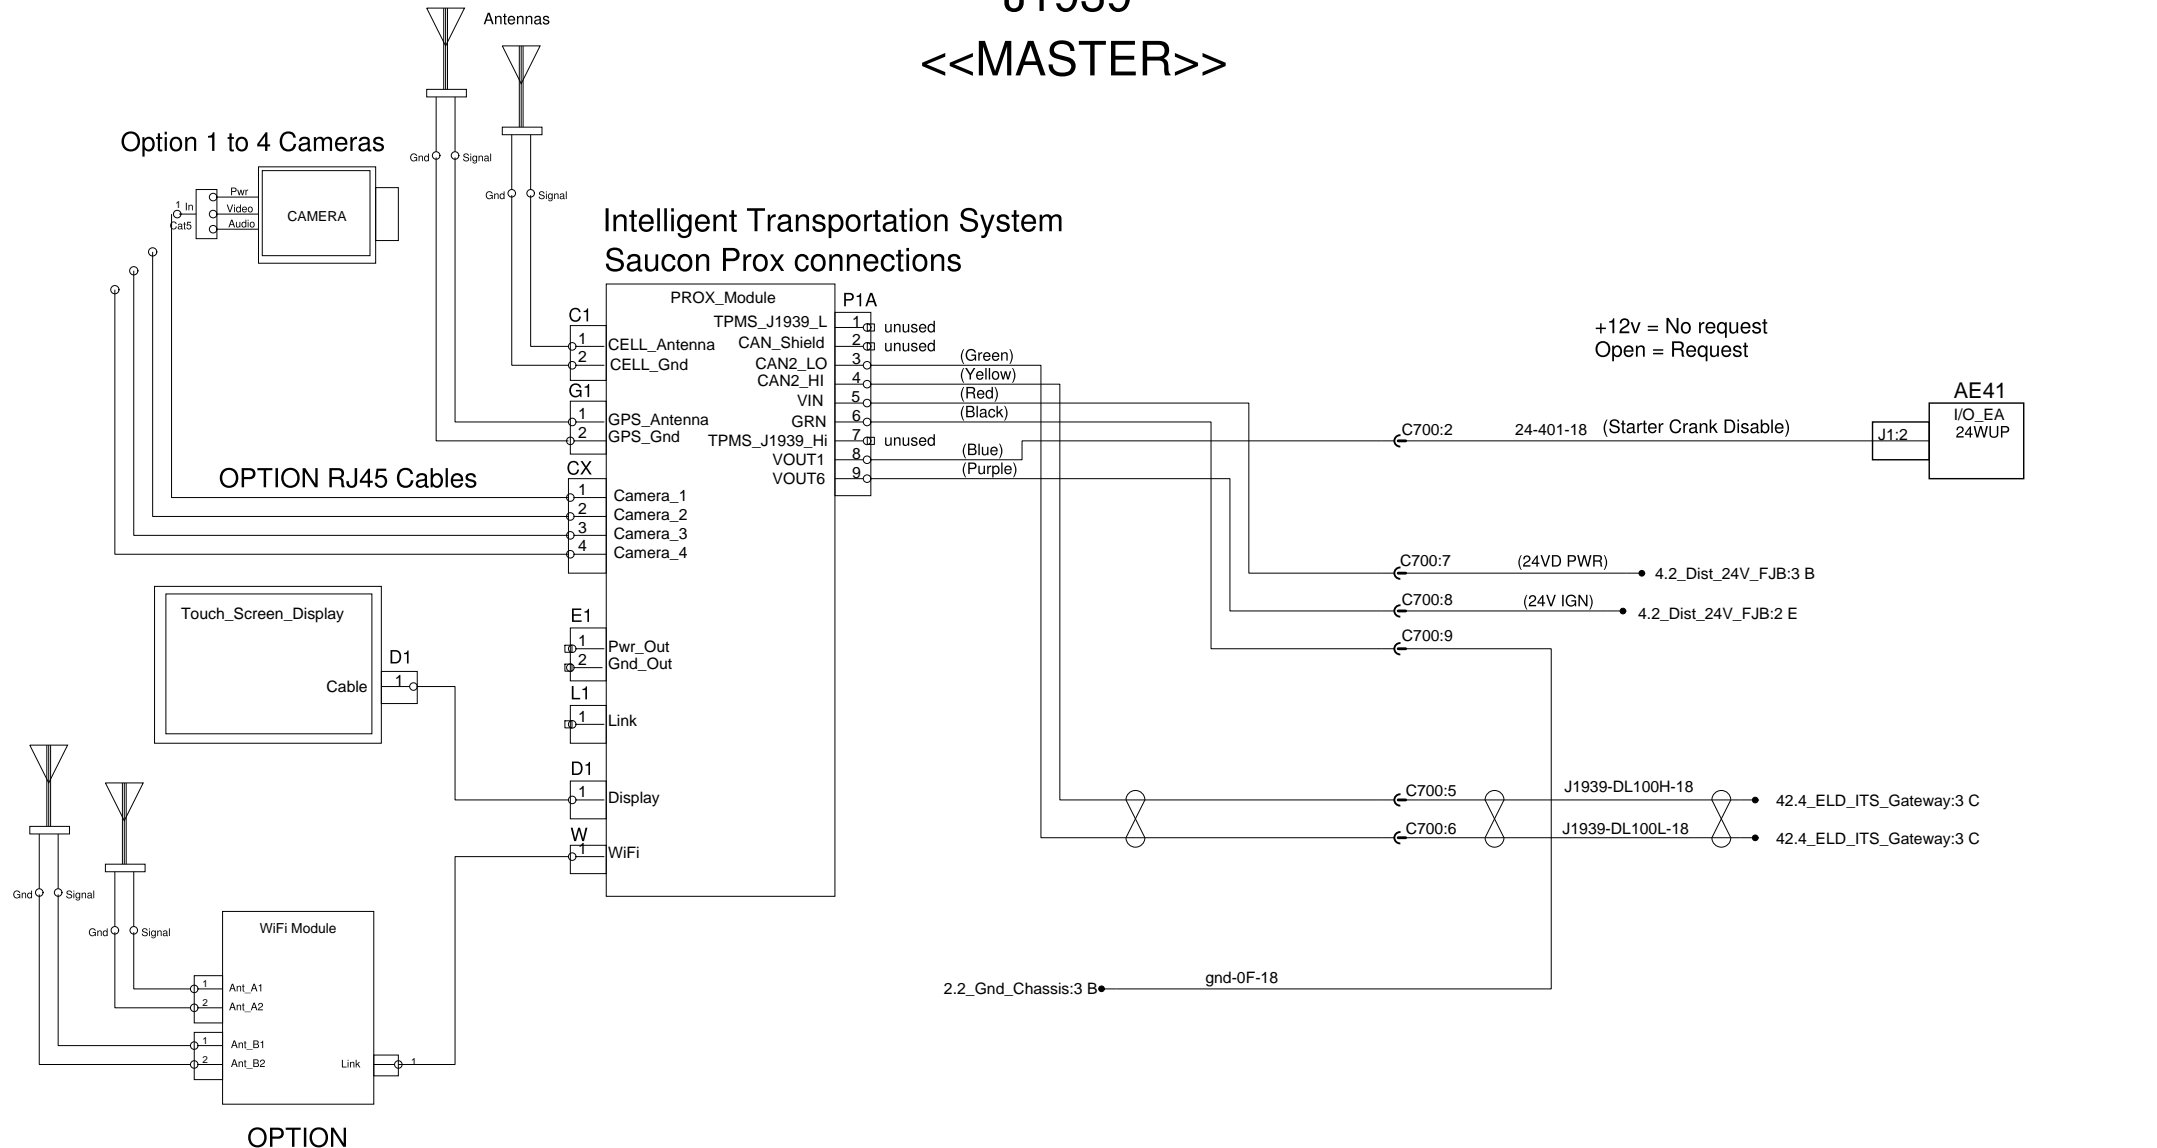 J1939
<<MASTER>>
Antennas
Gnd
Signal
Gnd
Signal
Option 1 to 4 Cameras
1 In
Cat5
Pwr
Video
Audio
CAMERA
Intelligent Transportation System
Saucon Prox connections
PROX_Module
C1
1 CELL_Antenna
2 CELL_Gnd
G1
1 GPS_Antenna
2 GPS_Gnd
OPTION RJ45 Cables
CX
1 Camera_1
2 Camera_2
3 Camera_3
4 Camera_4
E1
1 Pwr_Out
2 Gnd_Out
L1
1 Link
D1
1 Display
W
1 WiFi
P1A
TPMS_J1939_L 1 unused
CAN_Shield 2 unused
CAN2_LO 3 (Green)
CAN2_HI 4 (Yellow)
VIN 5 (Red)
GRN 6 (Black)
TPMS_J1939_Hi 7 unused
VOUT1 8 (Blue)
VOUT6 9 (Purple)
+12v = No request
Open = Request
C700:2 24-401-18 (Starter Crank Disable)
AE41
J1:2
I/O_EA
24WUP
C700:7 (24VD PWR) 4.2_Dist_24V_FJB:3 B
C700:8 (24V IGN) 4.2_Dist_24V_FJB:2 E
C700:9
C700:5 J1939-DL100H-18 42.4_ELD_ITS_Gateway:3 C
C700:6 J1939-DL100L-18 42.4_ELD_ITS_Gateway:3 C
2.2_Gnd_Chassis:3 B gnd-0F-18
Touch_Screen_Display
D1
Cable 1
Gnd
Signal
Gnd
Signal
WiFi Module
1 Ant_A1
2 Ant_A2
1 Ant_B1
2 Ant_B2
Link 1
OPTION